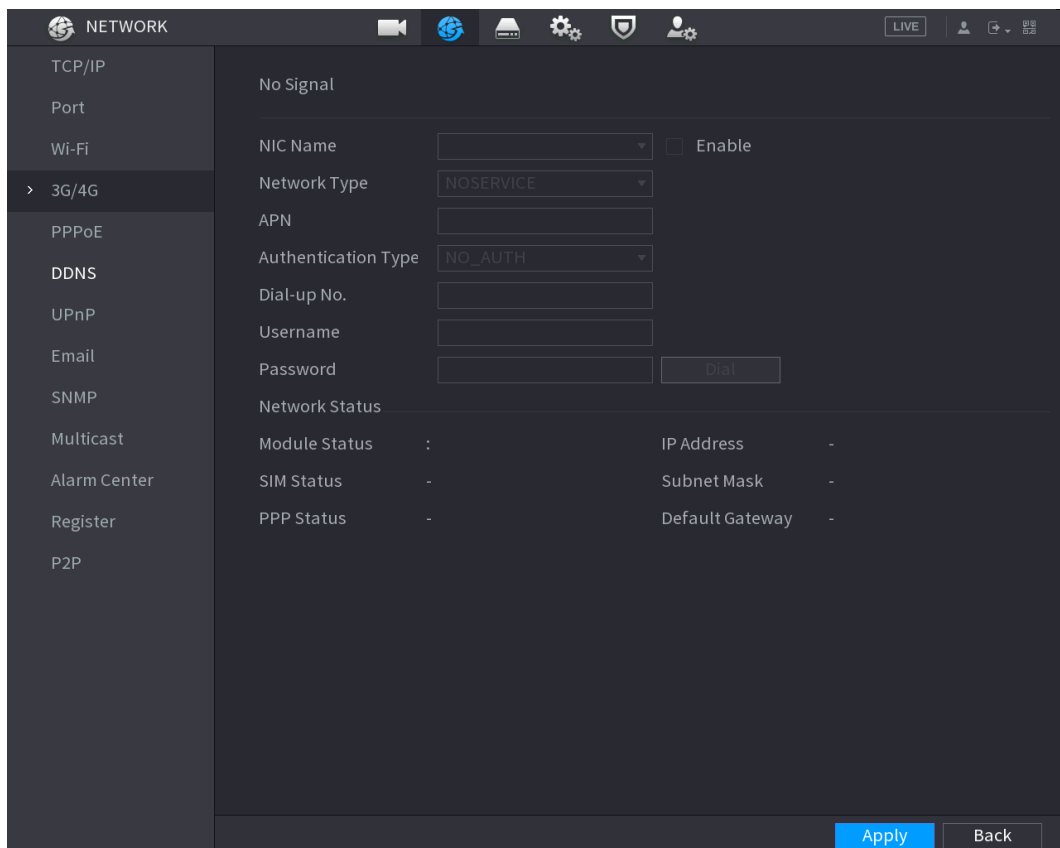 NETWORK
LIVE
TCP/IP
Port
Wi-Fi
3G/4G
PPPoE
DDNS
UPnP
Email
SNMP
Multicast
Alarm Center
Register
P2P
No Signal
NIC Name
Enable
Network Type NOSERVICE
APN
Authentication Type NO_AUTH
Dial-up No.
Username
Password Dial
Network Status
Module Status : IP Address -
SIM Status - Subnet Mask -
PPP Status - Default Gateway -
Apply Back